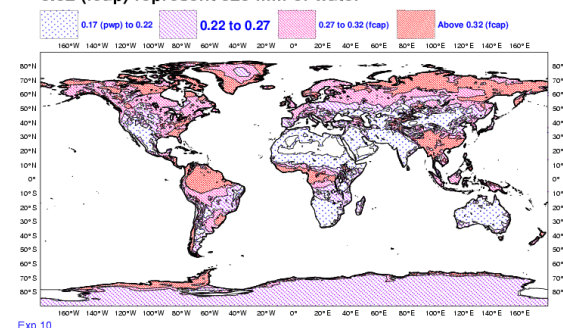 0.17 (pwp) to 0.22 0.22 to 0.27 0.27 to 0.32 (fcap) Above 0.32 (fcap)
160°W 140°W 120°W 100°W 80°W 60°W 40°W 20°W 0° 20°E 40°E 60°E 80°E 100°E 120°E 140°E 160°E
80°N 80°
70°N 70°
60°N 60°
50°N 50°
40°N 40°
30°N 30°
20°N 20°
10°N 10°
0° 0°
10°S 10°
20°S 20°
30°S 30°
40°S 40°
50°S 50°
60°S 60°
70°S 70°
80°S 80°
160°W 140°W 120°W 100°W 80°W 60°W 40°W 20°W 0° 20°E 40°E 60°E 80°E 100°E 120°E 140°E 160°E
Exp 10